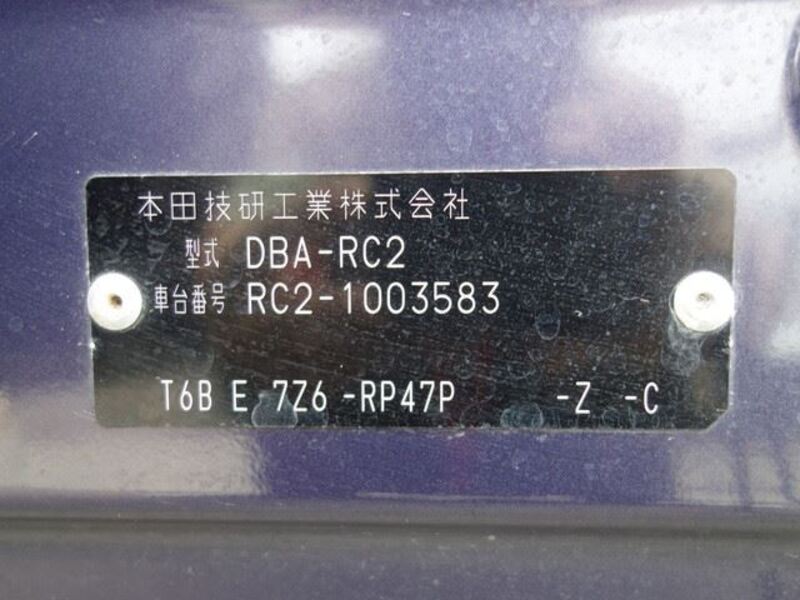 本田技研工業株式会社
型式 DBA-RC2
車台番号 RC2-1003583
T6B E 7Z6 -RP47P -Z -C